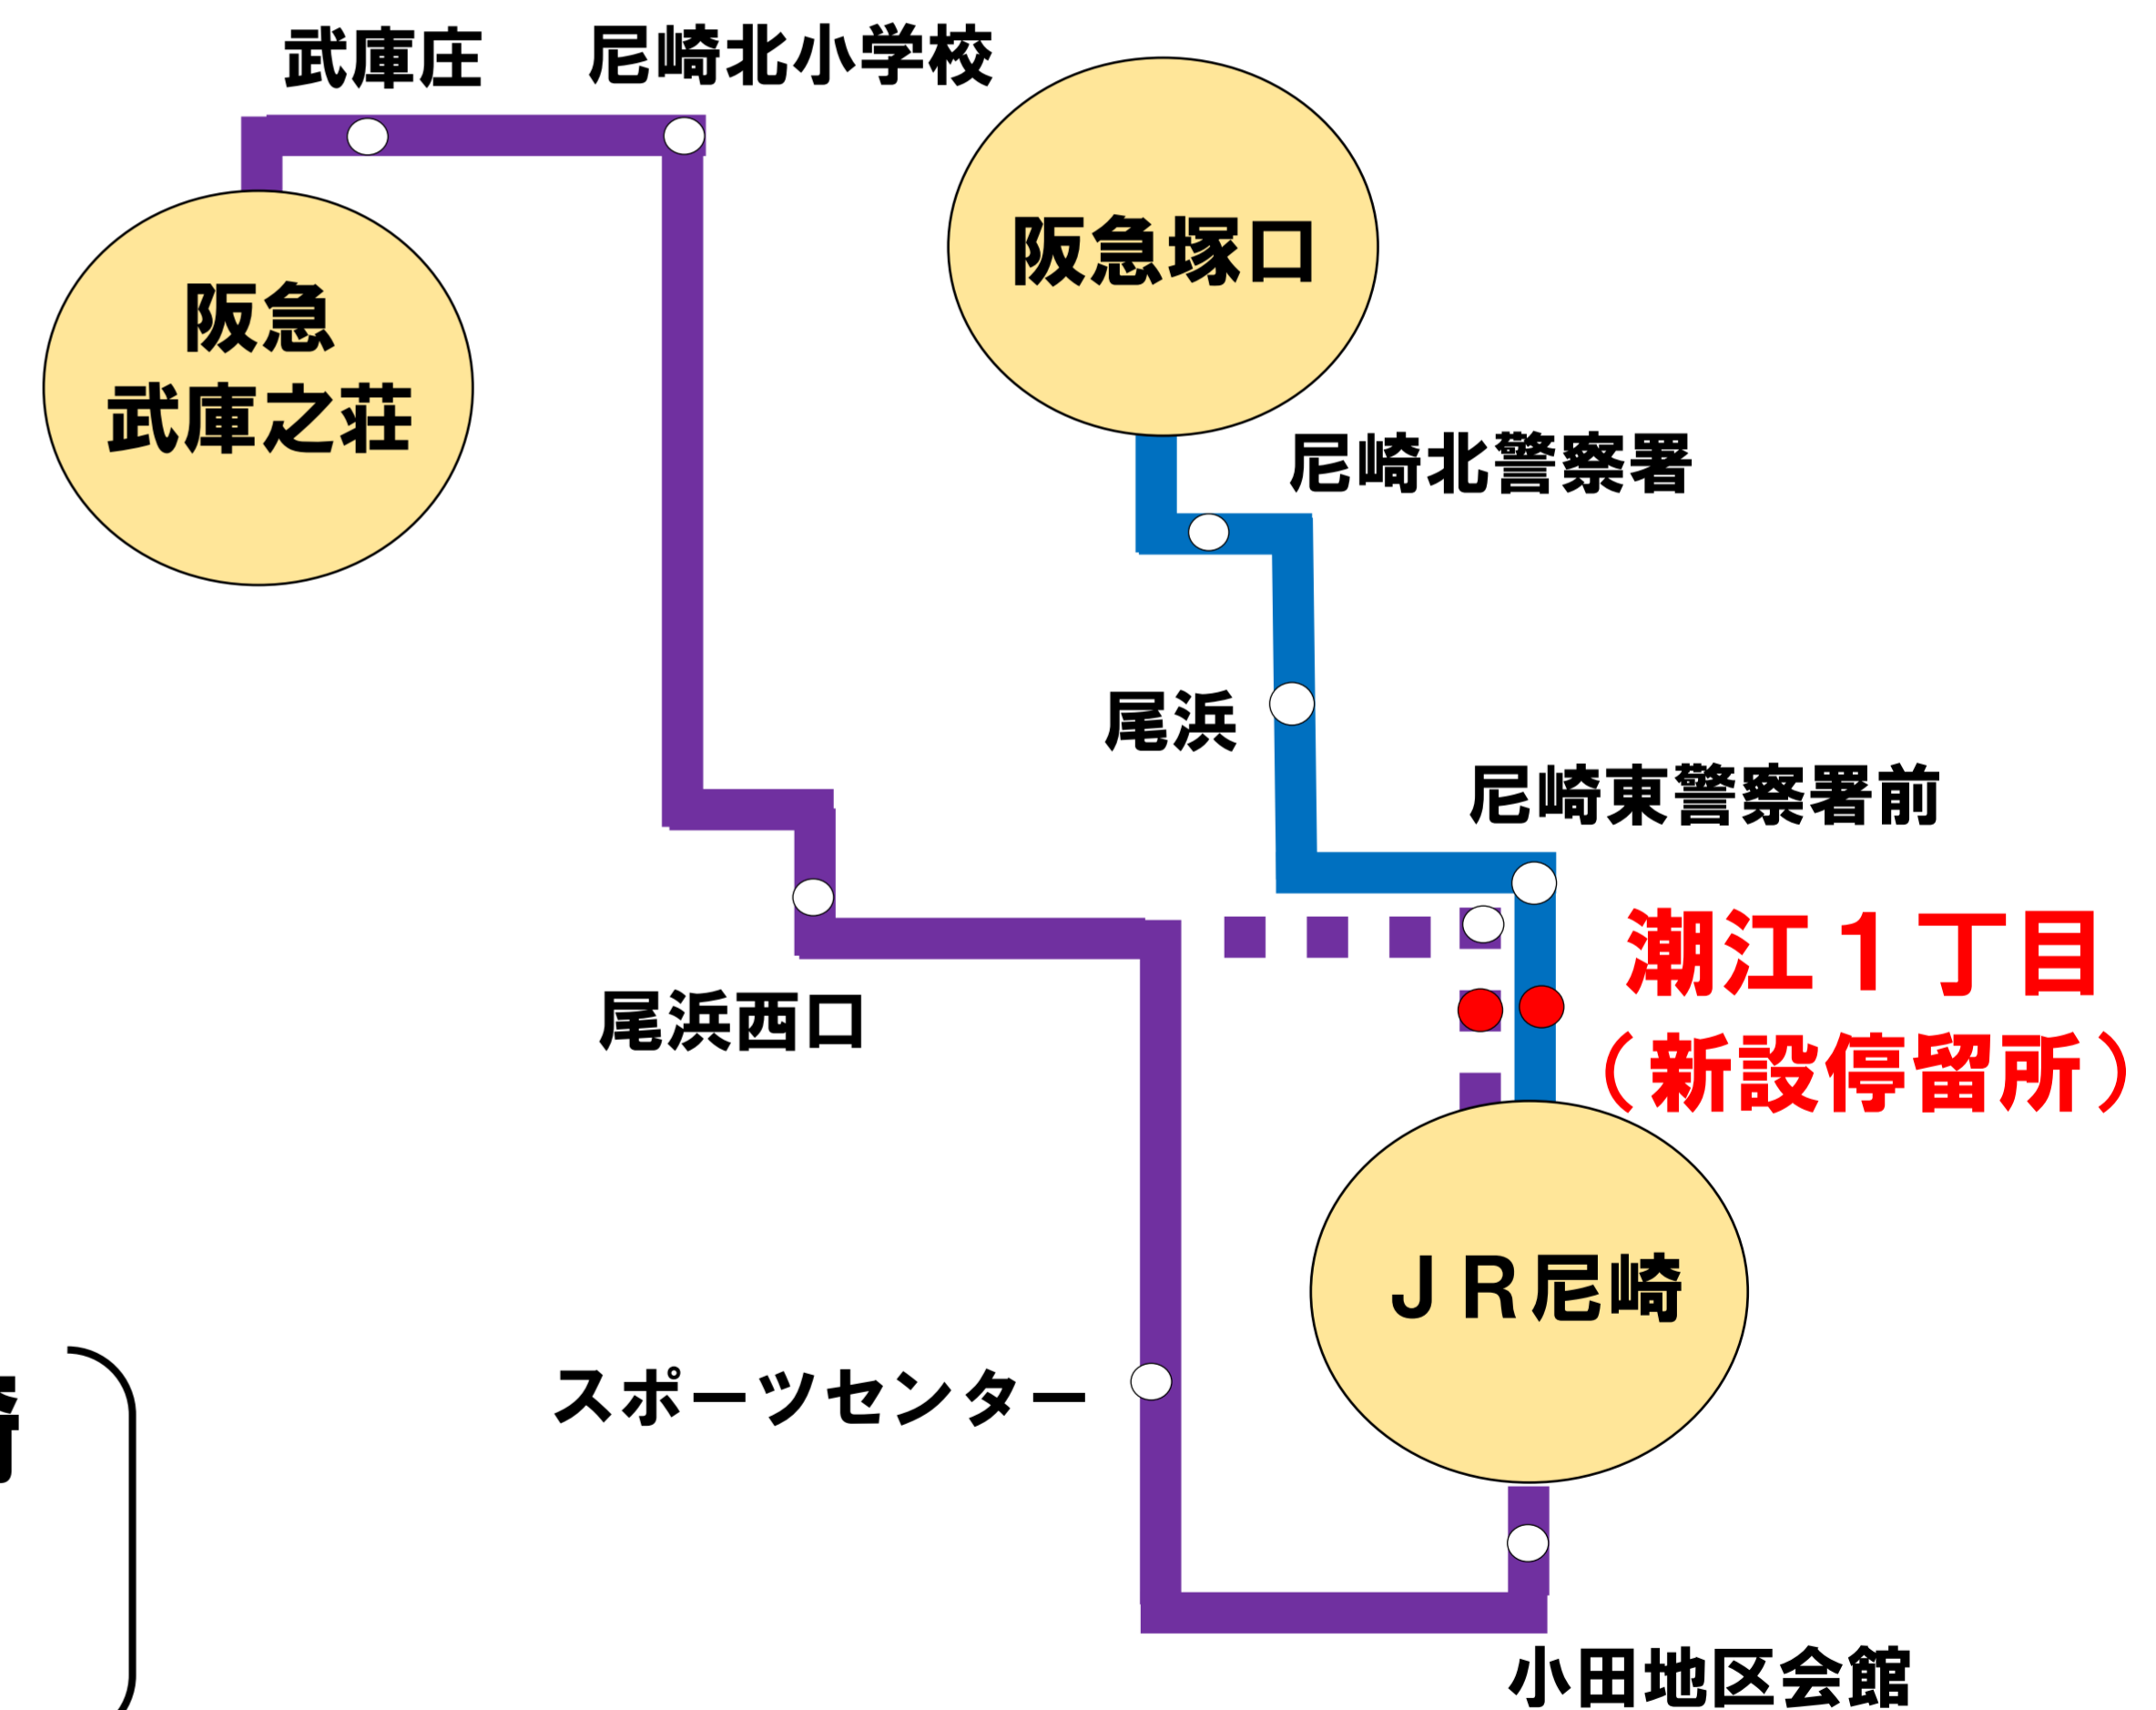 武庫庄
尼崎北小学校
阪急塚口
阪急
武庫之荘
尼崎北警察署
尾浜
尼崎東警察署前
潮江１丁目
（新設停留所）
尾浜西口
ＪＲ尼崎
スポーツセンター
小田地区会館